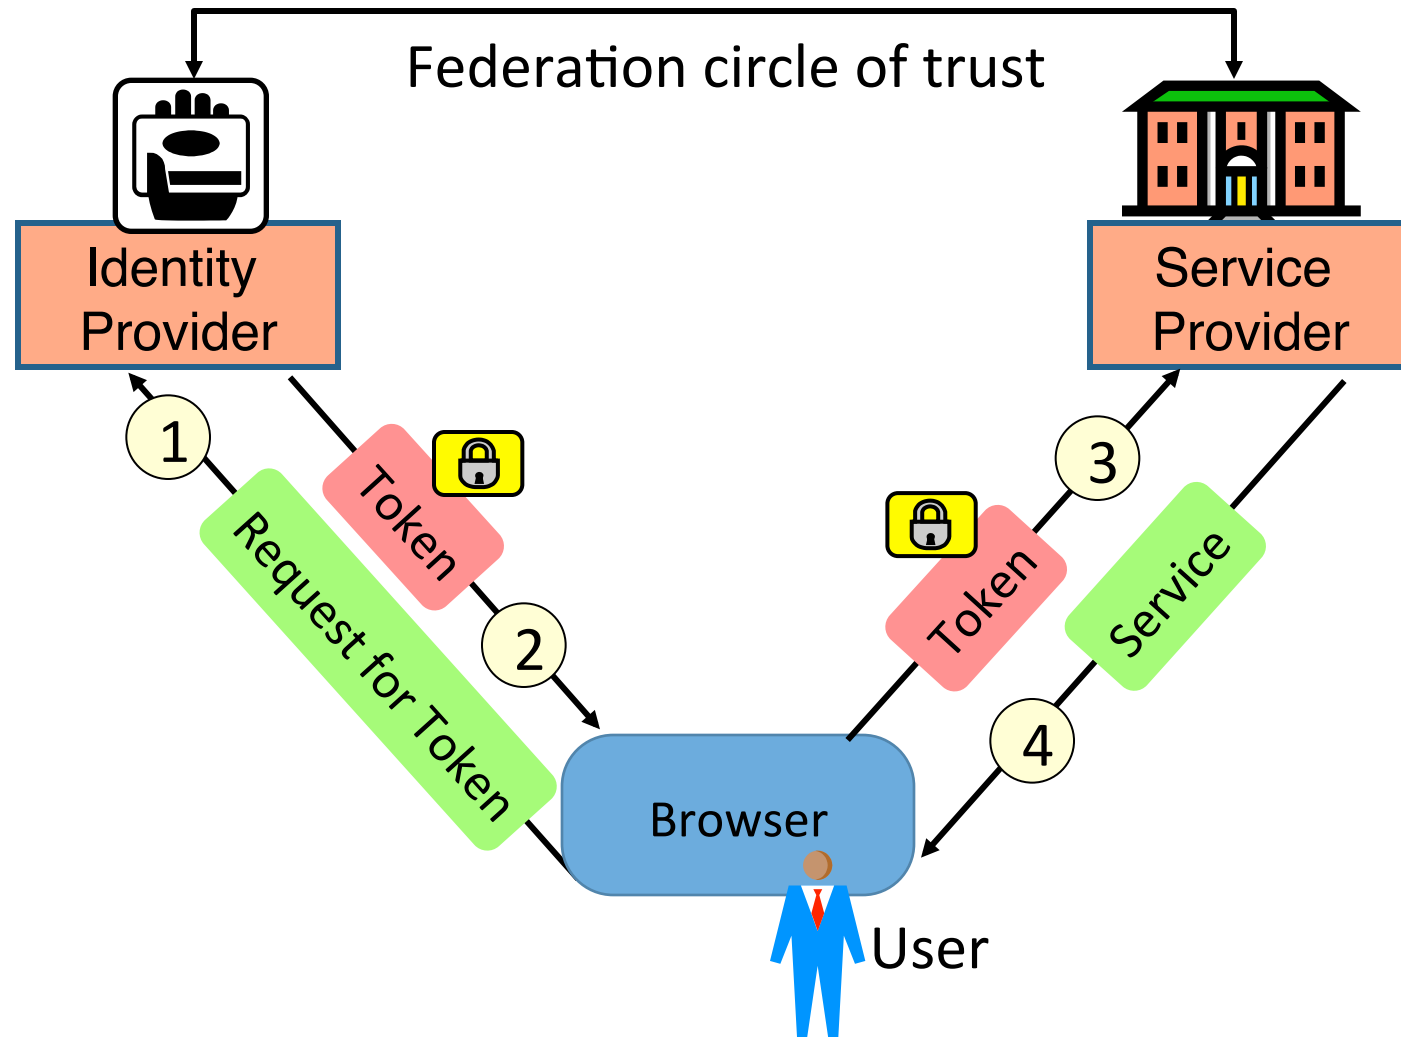 Federation circle of trust
Identity
Provider
Service
Provider
1
Token
Request for Token
2
3
Token
Service
4
Browser
User